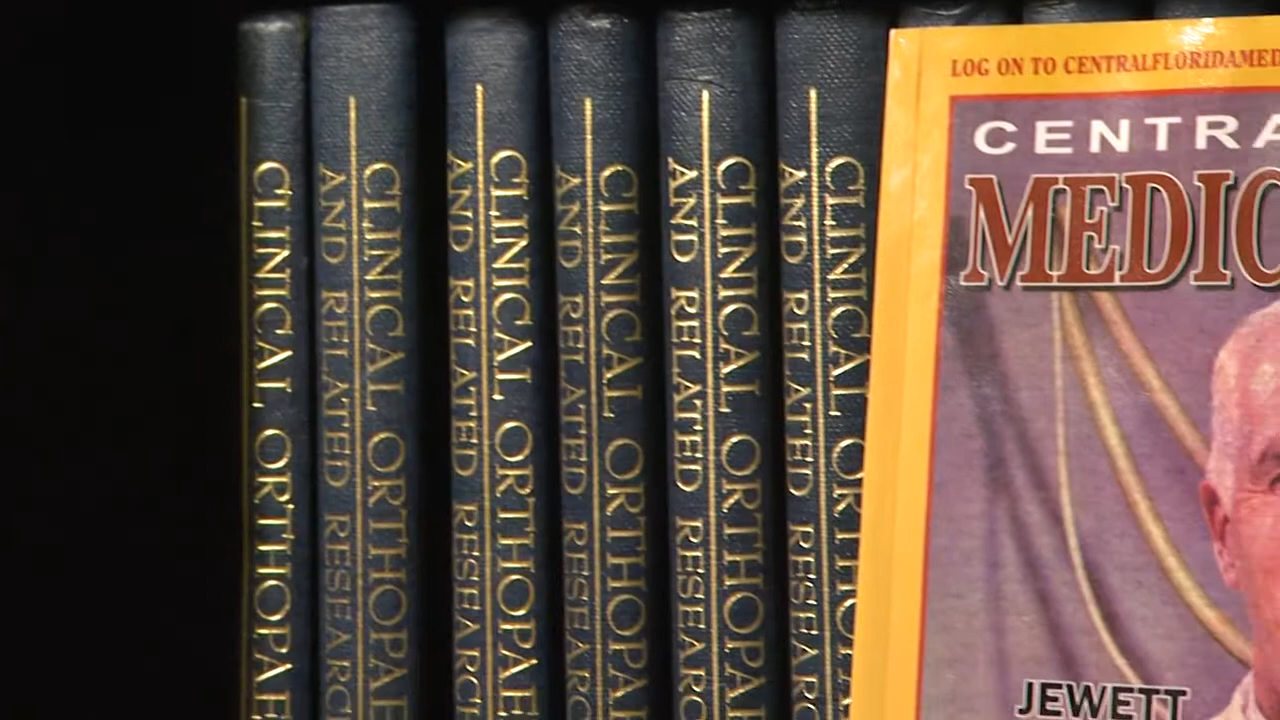 CLINICAL ORTHOPAE
CLINICAL ORTHOPAE
AND RELATED RESEARC
CLINICAL ORTHOPAE
AND RELATED RESEARC
CLINICAL ORTHOPAE
AND RELATED RESEARC
CLINICAL ORTHOPAE
AND RELATED RESEARC
CLINICAL ORTHOPA
AND RELATED RESEARC
LOG ON TO CENTRALFLORIDAMED
CENTRA
MEDIC
JEWETT